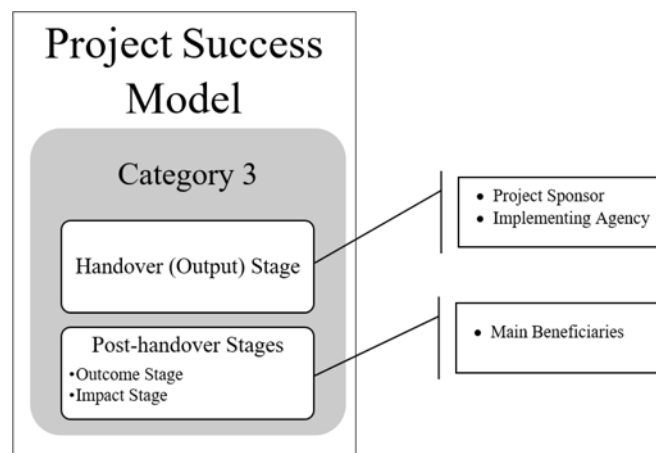 Project Success
Model
Category 3
Handover (Output) Stage
Post-handover Stages
•Outcome Stage
•Impact Stage
• Project Sponsor
• Implementing Agency
• Main Beneficiaries